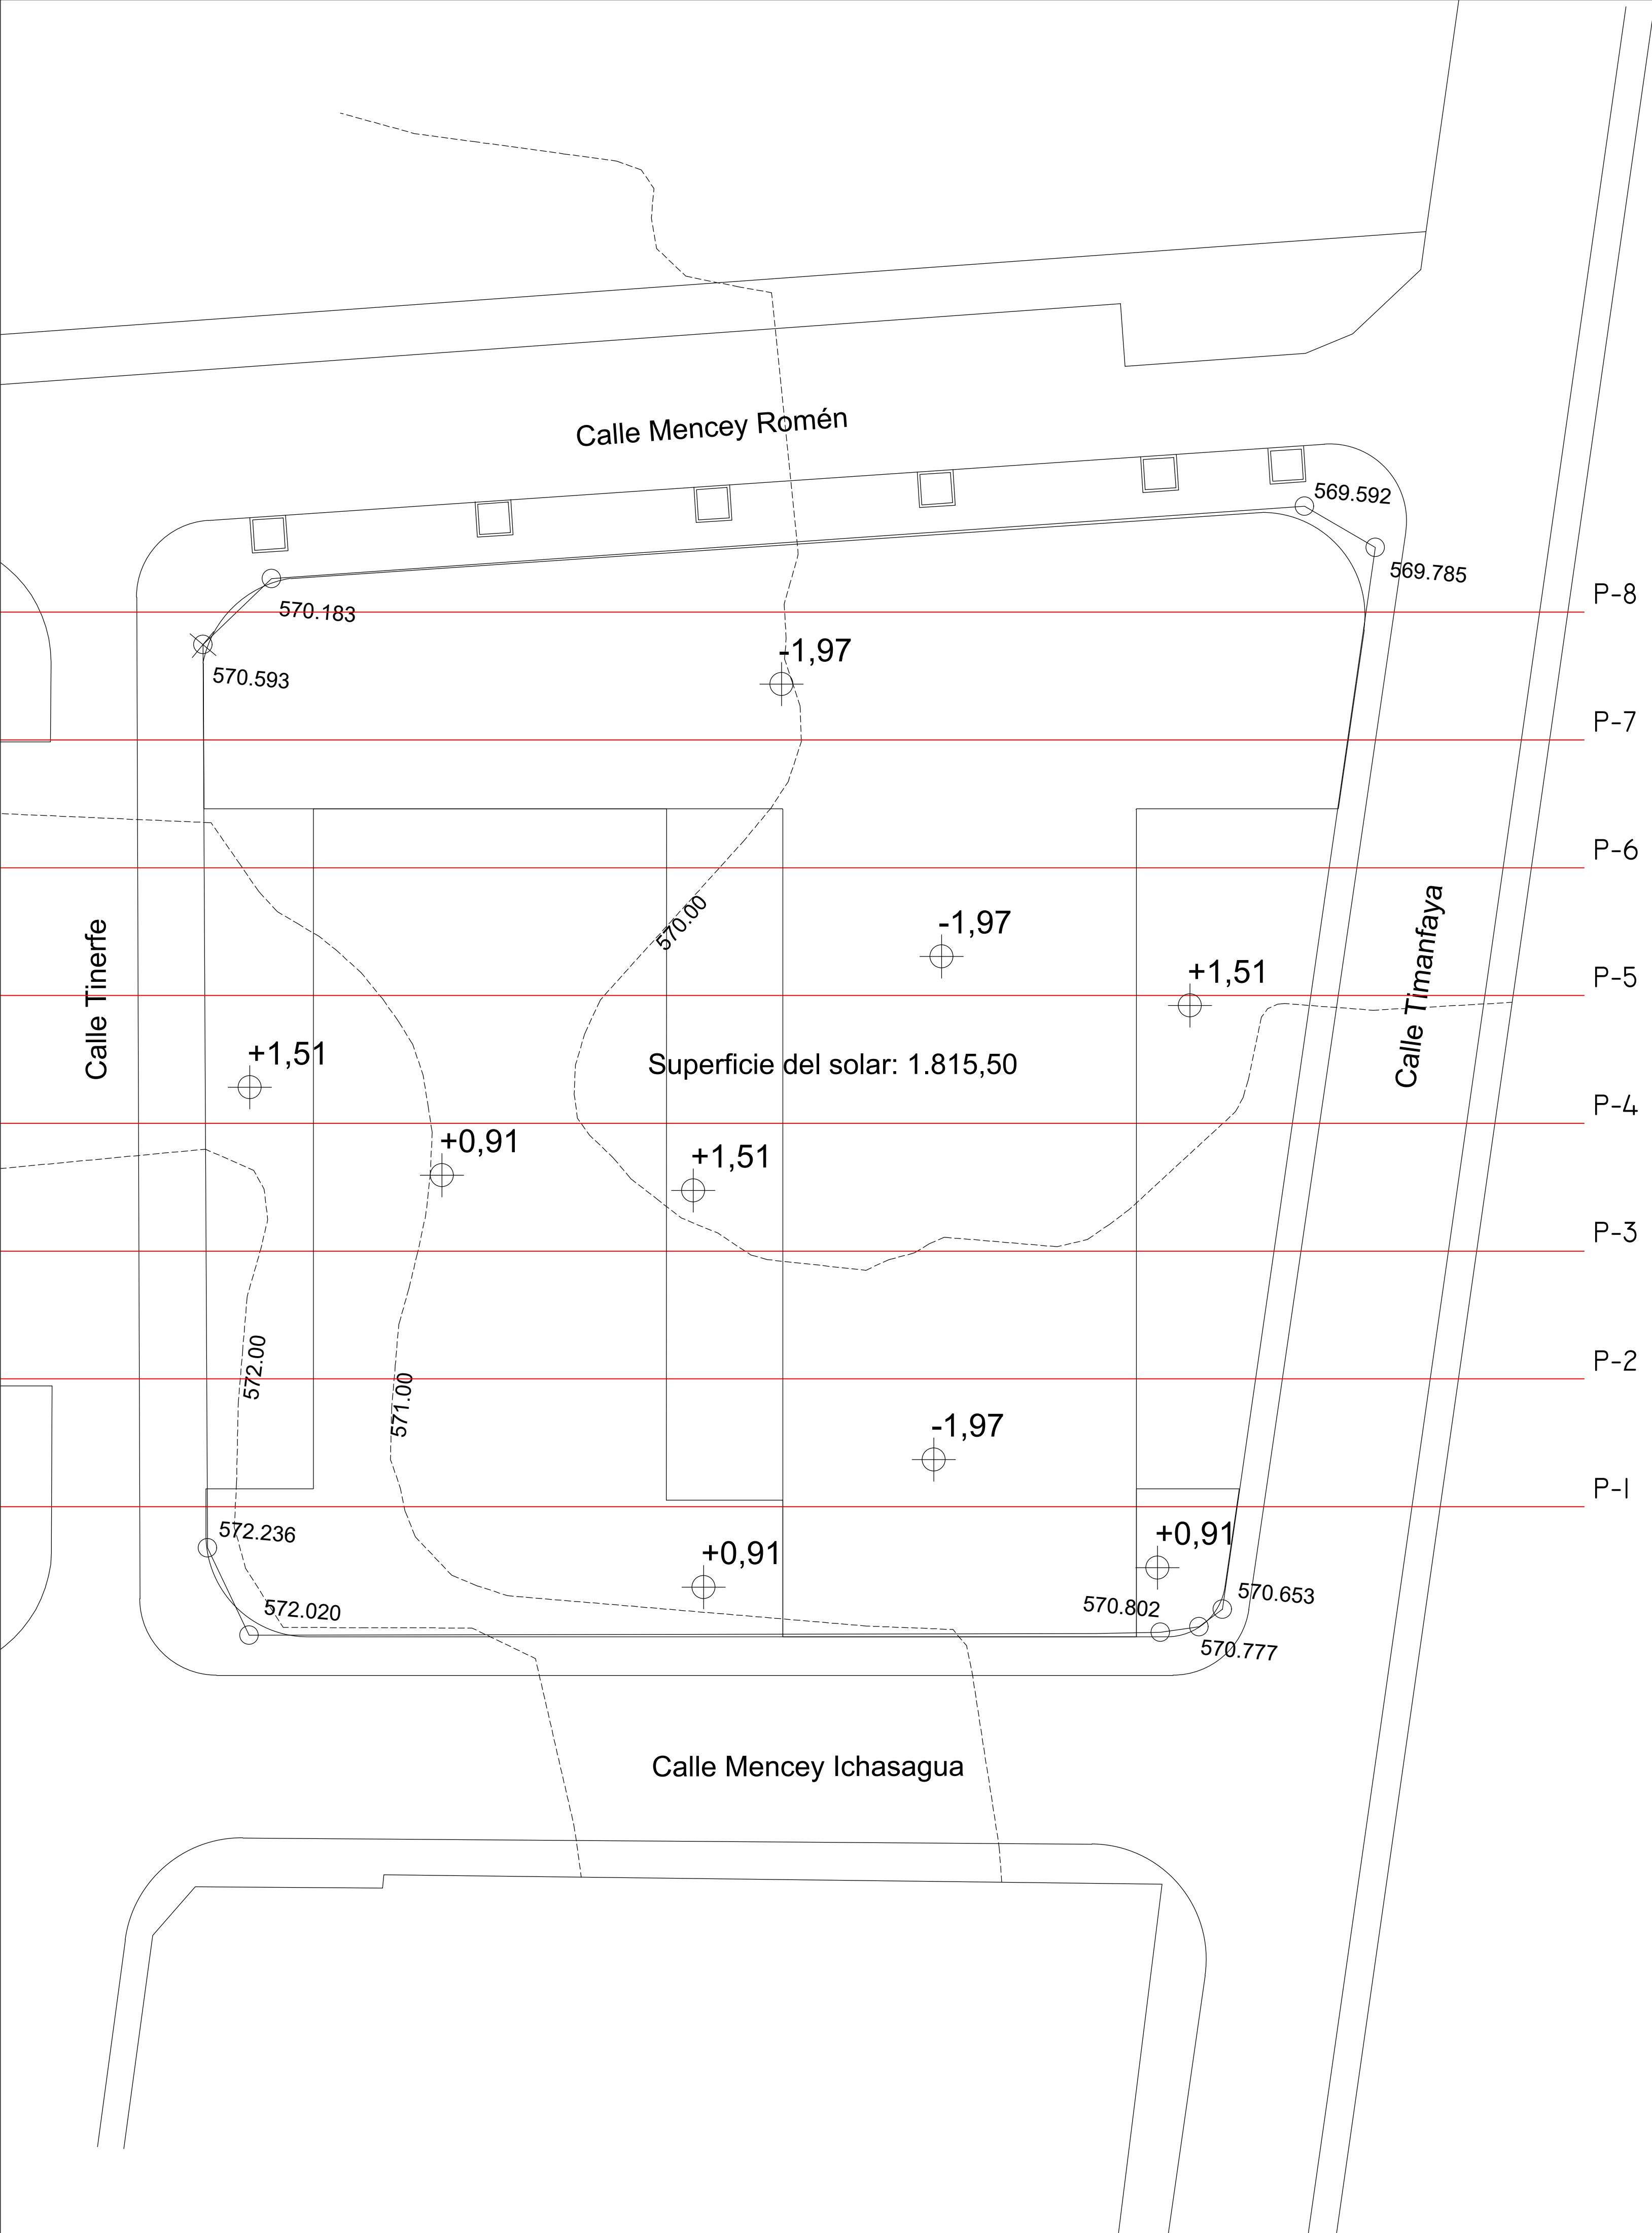 Calle Mencey Romén
569.592
569.785
570.183
P-8
570.593
-1,97
P-7
P-6
570.00
-1,97
+1,51
P-5
Calle Tinerfe
Calle Timanfaya
+1,51
Superficie del solar: 1.815,50
P-4
+0,91
+1,51
P-3
572.00
P-2
571.00
-1,97
P-1
572.236
+0,91
+0,91
572.020
570.802
570.653
570.777
Calle Mencey Ichasagua